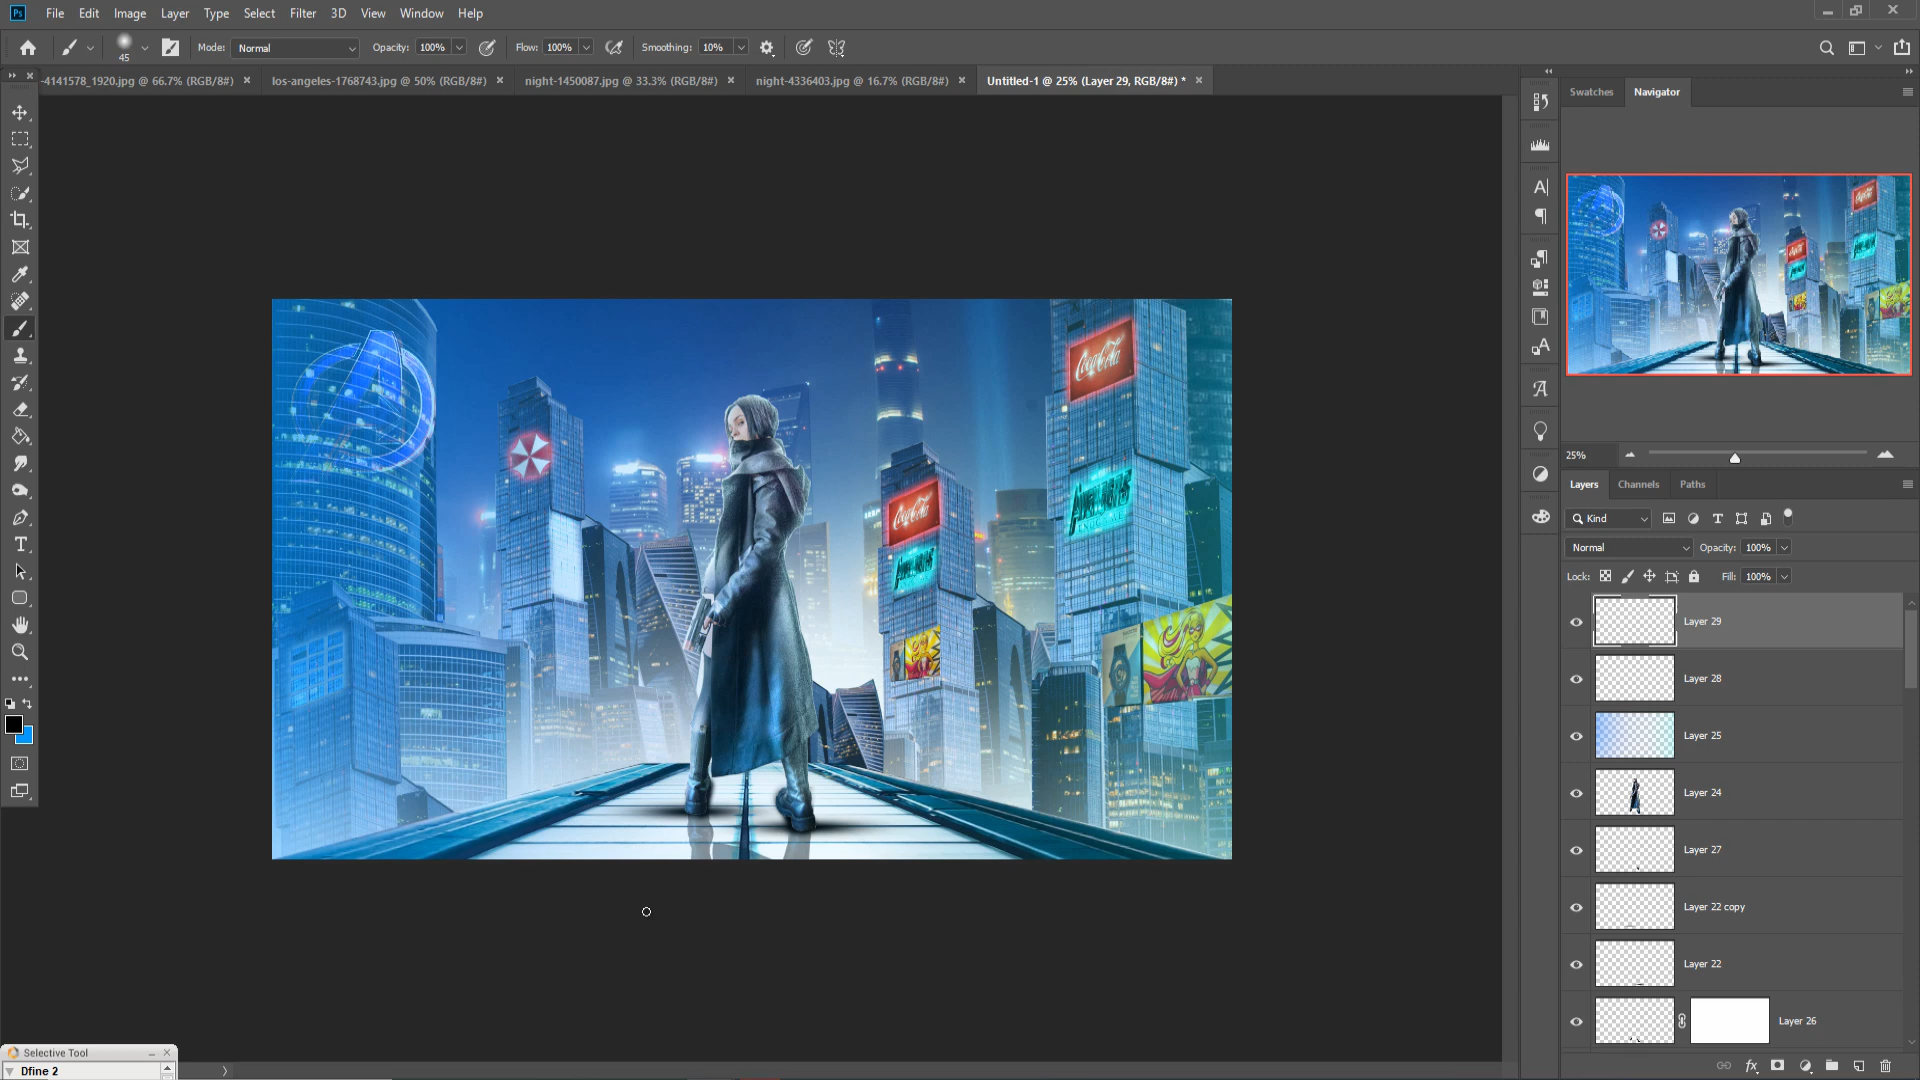 Ps File Edit Image Layer Type Select Filter 3D View Window Help
45 Mode: Normal Opacity: 100% Flow: 100% Smoothing: 10%
-4141578_1920.jpg @ 66.7% (RGB/8#) los-angeles-1768743.jpg @ 50% (RGB/8#) night-1450087.jpg @ 33.3% (RGB/8#) night-4336403.jpg @ 16.7% (RGB/8#) Untitled-1 @ 25% (Layer 29, RGB/8#) *
Swatches Navigator
Coca-Cola
Coca-Cola
25%
Layers Channels Paths
Kind
Normal Opacity: 100%
Lock: Fill: 100%
Layer 29
Layer 28
Layer 25
Layer 24
Layer 27
Layer 22 copy
Layer 22
Layer 26
Selective Tool
Dfine 2